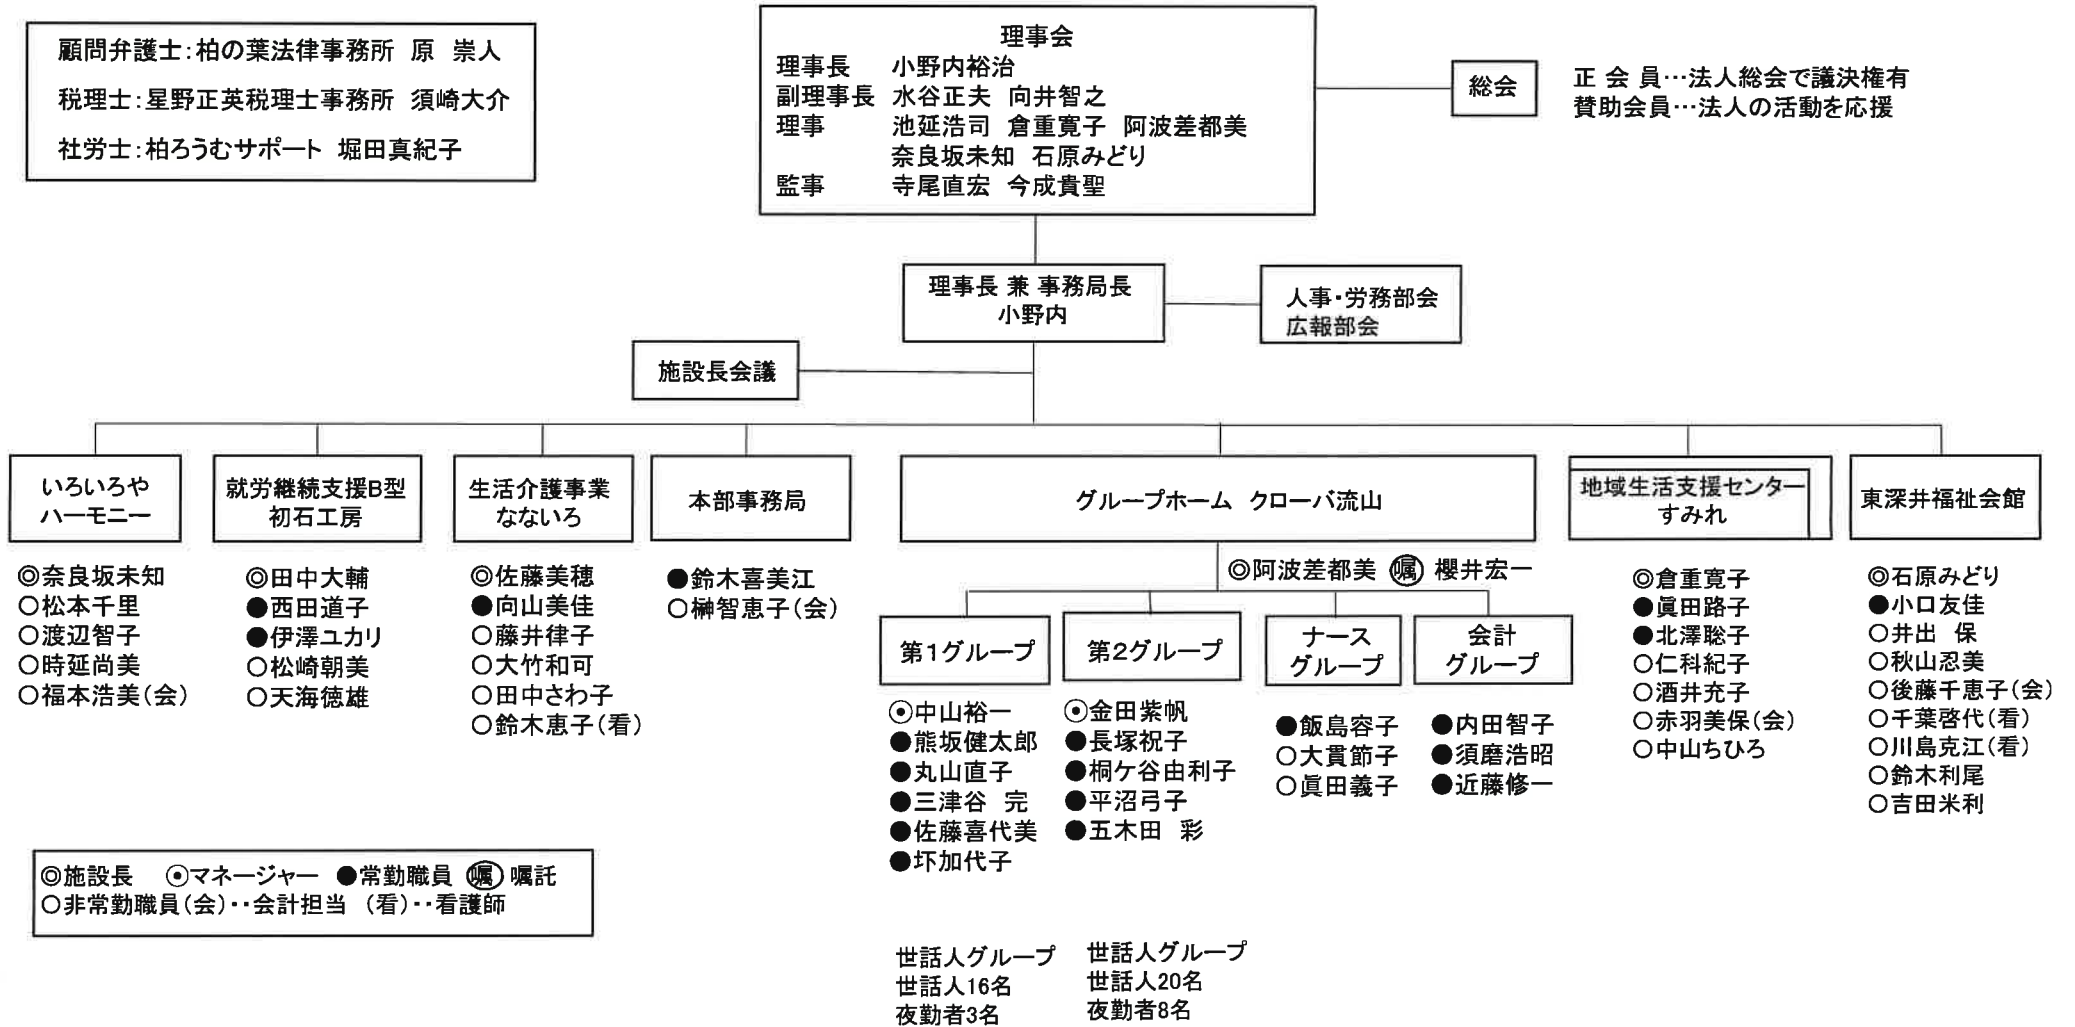 顧問弁護士：柏の葉法律事務所　原　崇人
税理士：星野正英税理士事務所　須崎大介
社労士：柏ろうむサポート　堀田真紀子
理事会
理事長　小野内裕治
副理事長　水谷正夫　向井智之
理事　池延浩司　倉重寛子　阿波差都美
奈良坂未知　石原みどり
監事　寺尾直宏　今成貴聖
総会
正 会 員…法人総会で議決権有
賛助会員…法人の活動を応援
理事長 兼 事務局長
小野内
人事・労務部会
広報部会
施設長会議
いろいろや
ハーモニー
◎奈良坂未知
○松本千里
○渡辺智子
○時延尚美
○福本浩美（会）
就労継続支援B型
初石工房
◎田中大輔
●西田道子
●伊澤ユカリ
○松崎朝美
○天海徳雄
生活介護事業
なないろ
◎佐藤美穂
●向山美佳
○藤井律子
○大竹和可
○田中さわ子
○鈴木恵子（看）
本部事務局
●鈴木喜美江
○榊智恵子（会）
グループホーム　クローバ流山
◎阿波差都美　嘱　櫻井宏一
第1グループ
⦿中山裕一
●熊坂健太郎
●丸山直子
●三津谷　完
●佐藤喜代美
●圷加代子
第2グループ
⦿金田紫帆
●長塚祝子
●桐ケ谷由利子
●平沼弓子
●五木田　彩
ナース
グループ
●飯島容子
○大貫節子
○眞田義子
会計
グループ
●内田智子
●須磨浩昭
●近藤修一
地域生活支援センター
すみれ
◎倉重寛子
●眞田路子
●北澤聡子
○仁科紀子
○酒井充子
○赤羽美保（会）
○中山ちひろ
東深井福祉会館
◎石原みどり
●小口友佳
○井出　保
○秋山忍美
○後藤千恵子（会）
○千葉啓代（看）
○川島克江（看）
○鈴木利尾
○吉田米利
◎施設長　⦿マネージャー　●常勤職員　嘱　嘱託
○非常勤職員（会）‥会計担当　（看）‥看護師
世話人グループ
世話人16名
夜勤者3名
世話人グループ
世話人20名
夜勤者8名